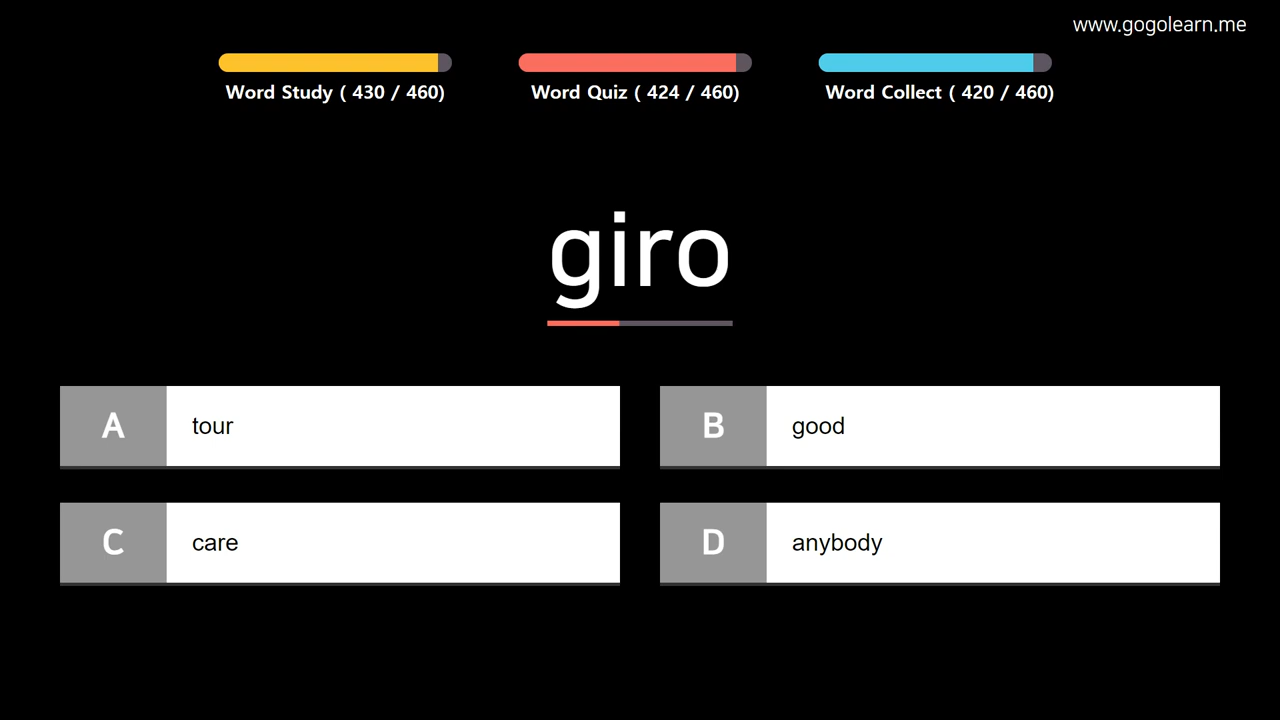 www.gogolearn.me
Word Study ( 430 / 460)
Word Quiz ( 424 / 460)
Word Collect ( 420 / 460)
giro
A tour
B good
C care
D anybody